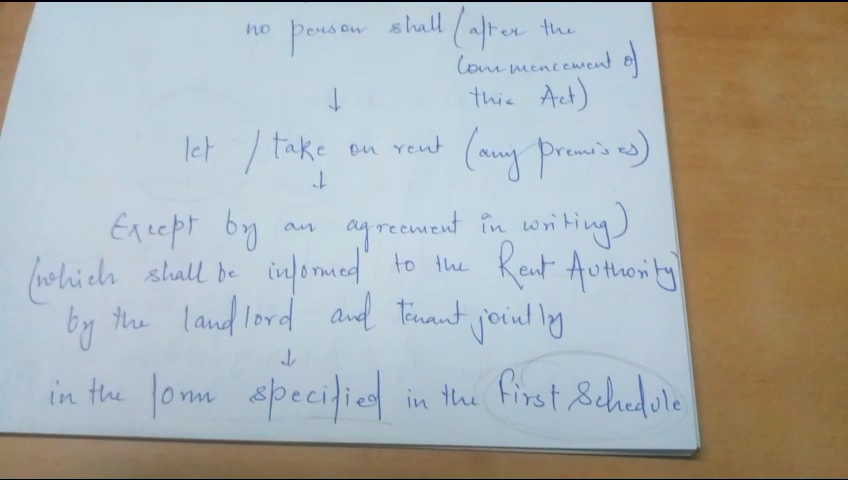 no person shall (after the
commencement of
this Act)
↓
let / take on rent (any premises)
↓
Except by an agreement in writing)
(which shall be informed to the Rent Authority
by the landlord and tenant jointly
↓
in the form specified in the first Schedule